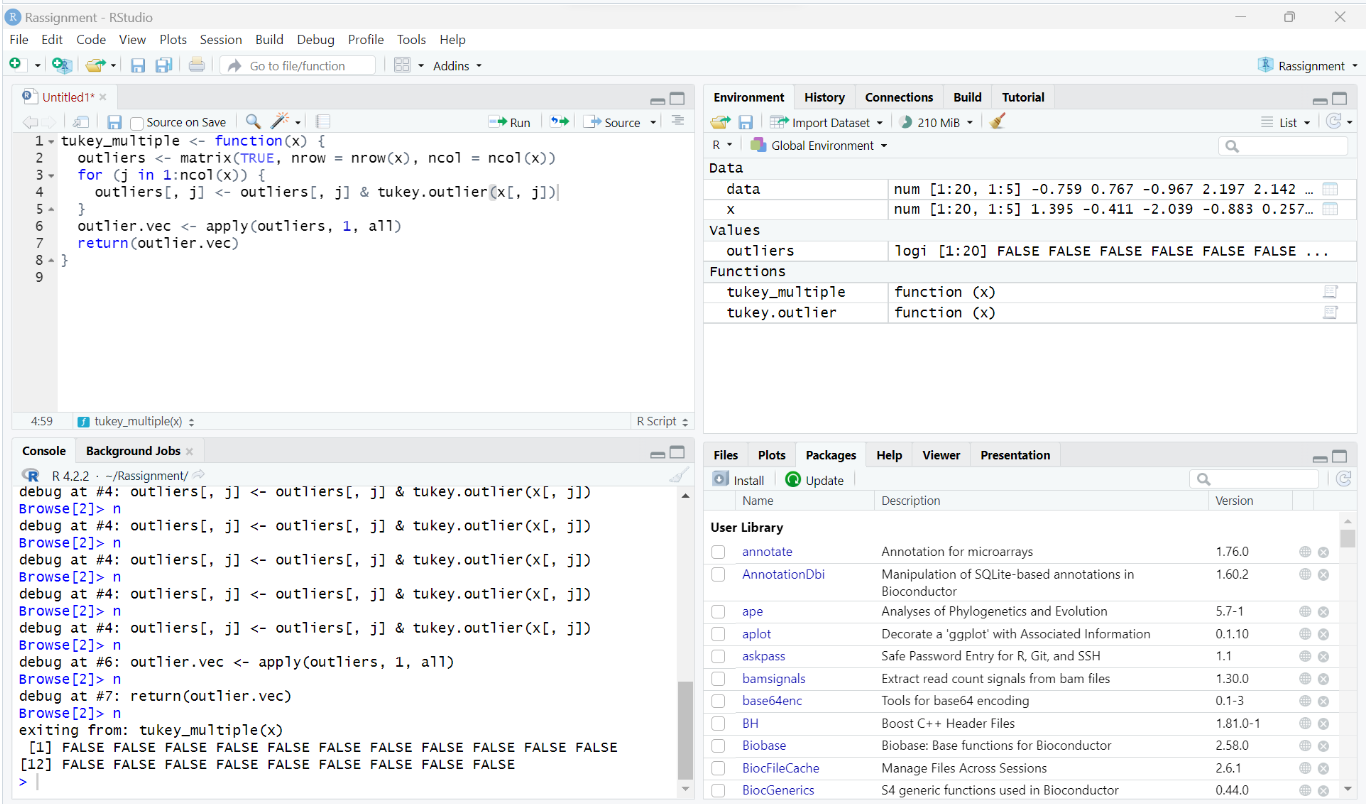 Rassignment - RStudio
File Edit Code View Plots Session Build Debug Profile Tools Help
Go to file/function Addins Rassignment
Untitled1*
Source on Save Run Source
1 tukey_multiple <- function(x) {
2 outliers <- matrix(TRUE, nrow = nrow(x), ncol = ncol(x))
3 for (j in 1:ncol(x)) {
4 outliers[, j] <- outliers[, j] & tukey.outlier(x[, j])
5 }
6 outlier.vec <- apply(outliers, 1, all)
7 return(outlier.vec)
8 }
9
4:59 tukey_multiple(x) R Script
Console Background Jobs
R 4.2.2 · ~/Rassignment/
debug at #4: outliers[, j] <- outliers[, j] & tukey.outlier(x[, j])
Browse[2]> n
debug at #4: outliers[, j] <- outliers[, j] & tukey.outlier(x[, j])
Browse[2]> n
debug at #4: outliers[, j] <- outliers[, j] & tukey.outlier(x[, j])
Browse[2]> n
debug at #4: outliers[, j] <- outliers[, j] & tukey.outlier(x[, j])
Browse[2]> n
debug at #4: outliers[, j] <- outliers[, j] & tukey.outlier(x[, j])
Browse[2]> n
debug at #6: outlier.vec <- apply(outliers, 1, all)
Browse[2]> n
debug at #7: return(outlier.vec)
Browse[2]> n
exiting from: tukey_multiple(x)
[1] FALSE FALSE FALSE FALSE FALSE FALSE FALSE FALSE FALSE FALSE FALSE
[12] FALSE FALSE FALSE FALSE FALSE FALSE FALSE FALSE FALSE
>
Environment History Connections Build Tutorial
Import Dataset 210 MiB List
R Global Environment
Data
data num [1:20, 1:5] -0.759 0.767 -0.967 2.197 2.142 …
x num [1:20, 1:5] 1.395 -0.411 -2.039 -0.883 0.257…
Values
outliers logi [1:20] FALSE FALSE FALSE FALSE FALSE FALSE ...
Functions
tukey_multiple function (x)
tukey.outlier function (x)
Files Plots Packages Help Viewer Presentation
Install Update
Name Description Version
User Library
annotate Annotation for microarrays 1.76.0
AnnotationDbi Manipulation of SQLite-based annotations in 1.60.2
Bioconductor
ape Analyses of Phylogenetics and Evolution 5.7-1
aplot Decorate a 'ggplot' with Associated Information 0.1.10
askpass Safe Password Entry for R, Git, and SSH 1.1
bamsignals Extract read count signals from bam files 1.30.0
base64enc Tools for base64 encoding 0.1-3
BH Boost C++ Header Files 1.81.0-1
Biobase Biobase: Base functions for Bioconductor 2.58.0
BiocFileCache Manage Files Across Sessions 2.6.1
BiocGenerics S4 generic functions used in Bioconductor 0.44.0